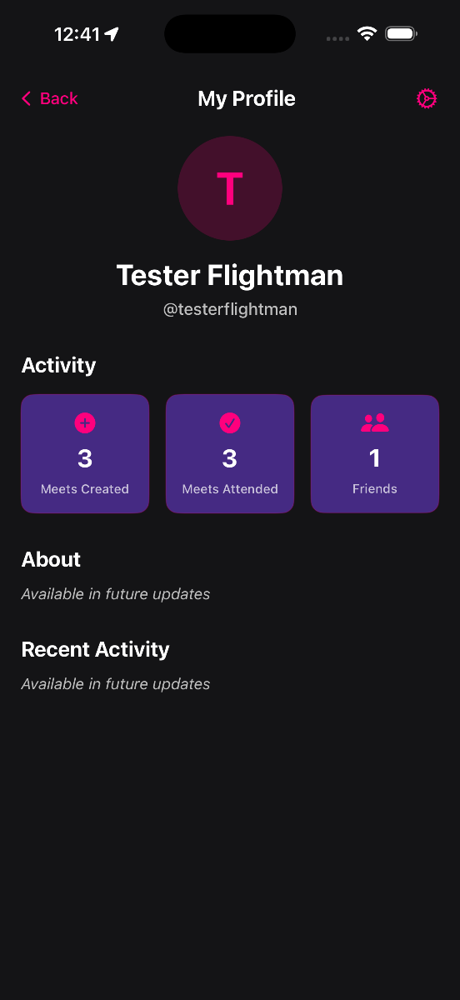 12:41
Back
My Profile
T
Tester Flightman
@testerflightman
Activity
3
Meets Created
3
Meets Attended
1
Friends
About
Available in future updates
Recent Activity
Available in future updates